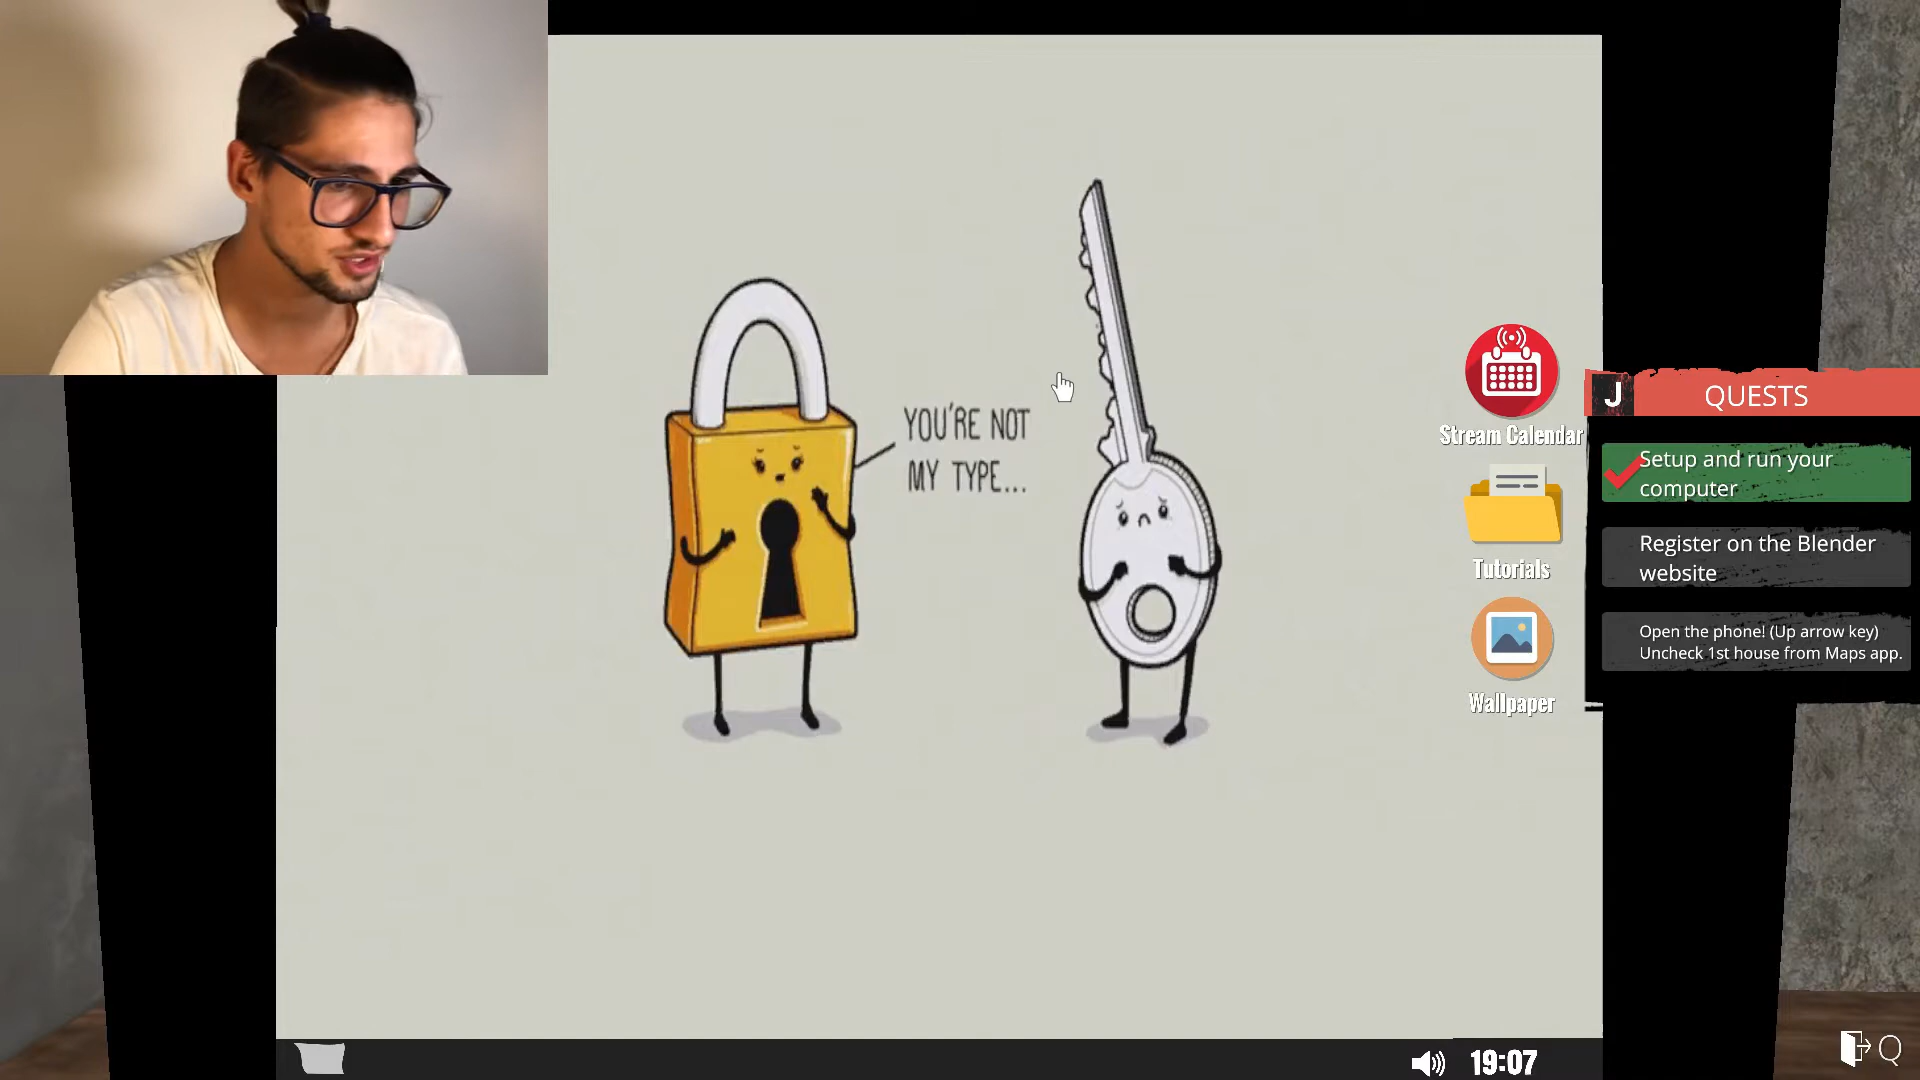 YOU'RE NOT
MY TYPE...
Stream Calendar
Tutorials
Wallpaper
J QUESTS
Setup and run your
computer
Register on the Blender
website
Open the phone! (Up arrow key)
Uncheck 1st house from Maps app.
19:07
Q